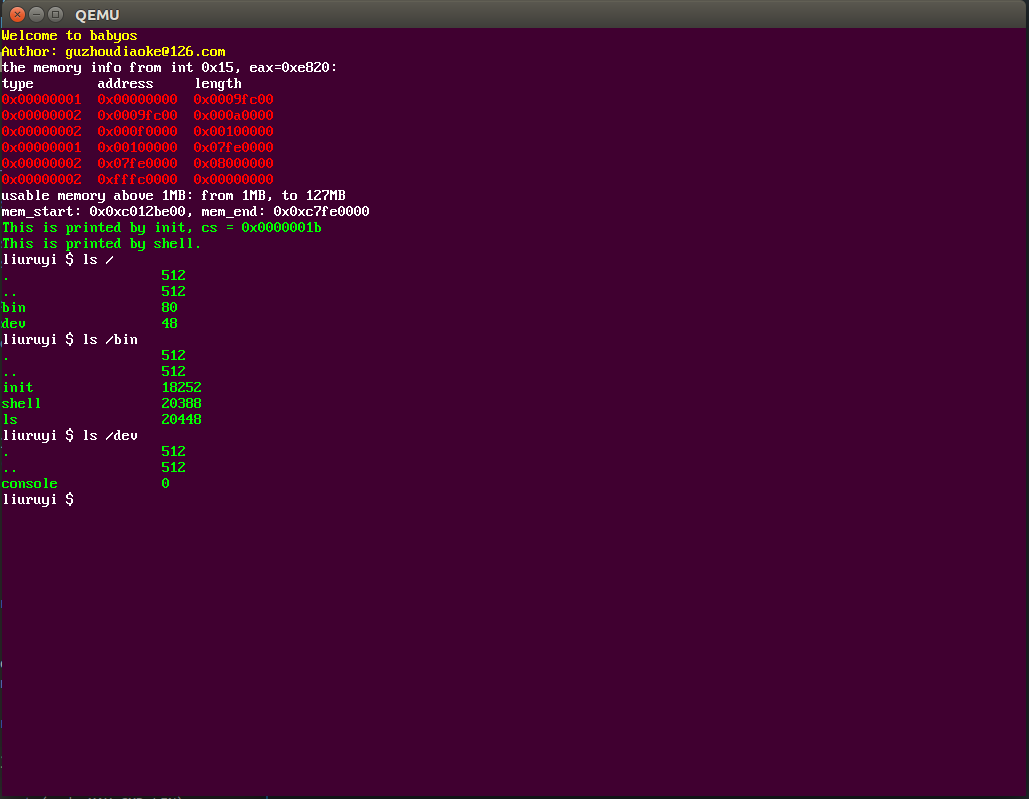 QEMU
Welcome to babyos
Author: guzhoudiaoke@126.com
the memory info from int 0x15, eax=0xe820:
type address length
0x00000001 0x00000000 0x0009fc00
0x00000002 0x0009fc00 0x000a0000
0x00000002 0x000f0000 0x00100000
0x00000001 0x00100000 0x07fe0000
0x00000002 0x07fe0000 0x08000000
0x00000002 0xfffc0000 0x00000000
usable memory above 1MB: from 1MB, to 127MB
mem_start: 0x0xc012be00, mem_end: 0x0xc7fe0000
This is printed by init, cs = 0x0000001b
This is printed by shell.
liuruyi $ ls /
. 512
.. 512
bin 80
dev 48
liuruyi $ ls /bin
. 512
.. 512
init 18252
shell 20388
ls 20448
liuruyi $ ls /dev
. 512
.. 512
console 0
liuruyi $